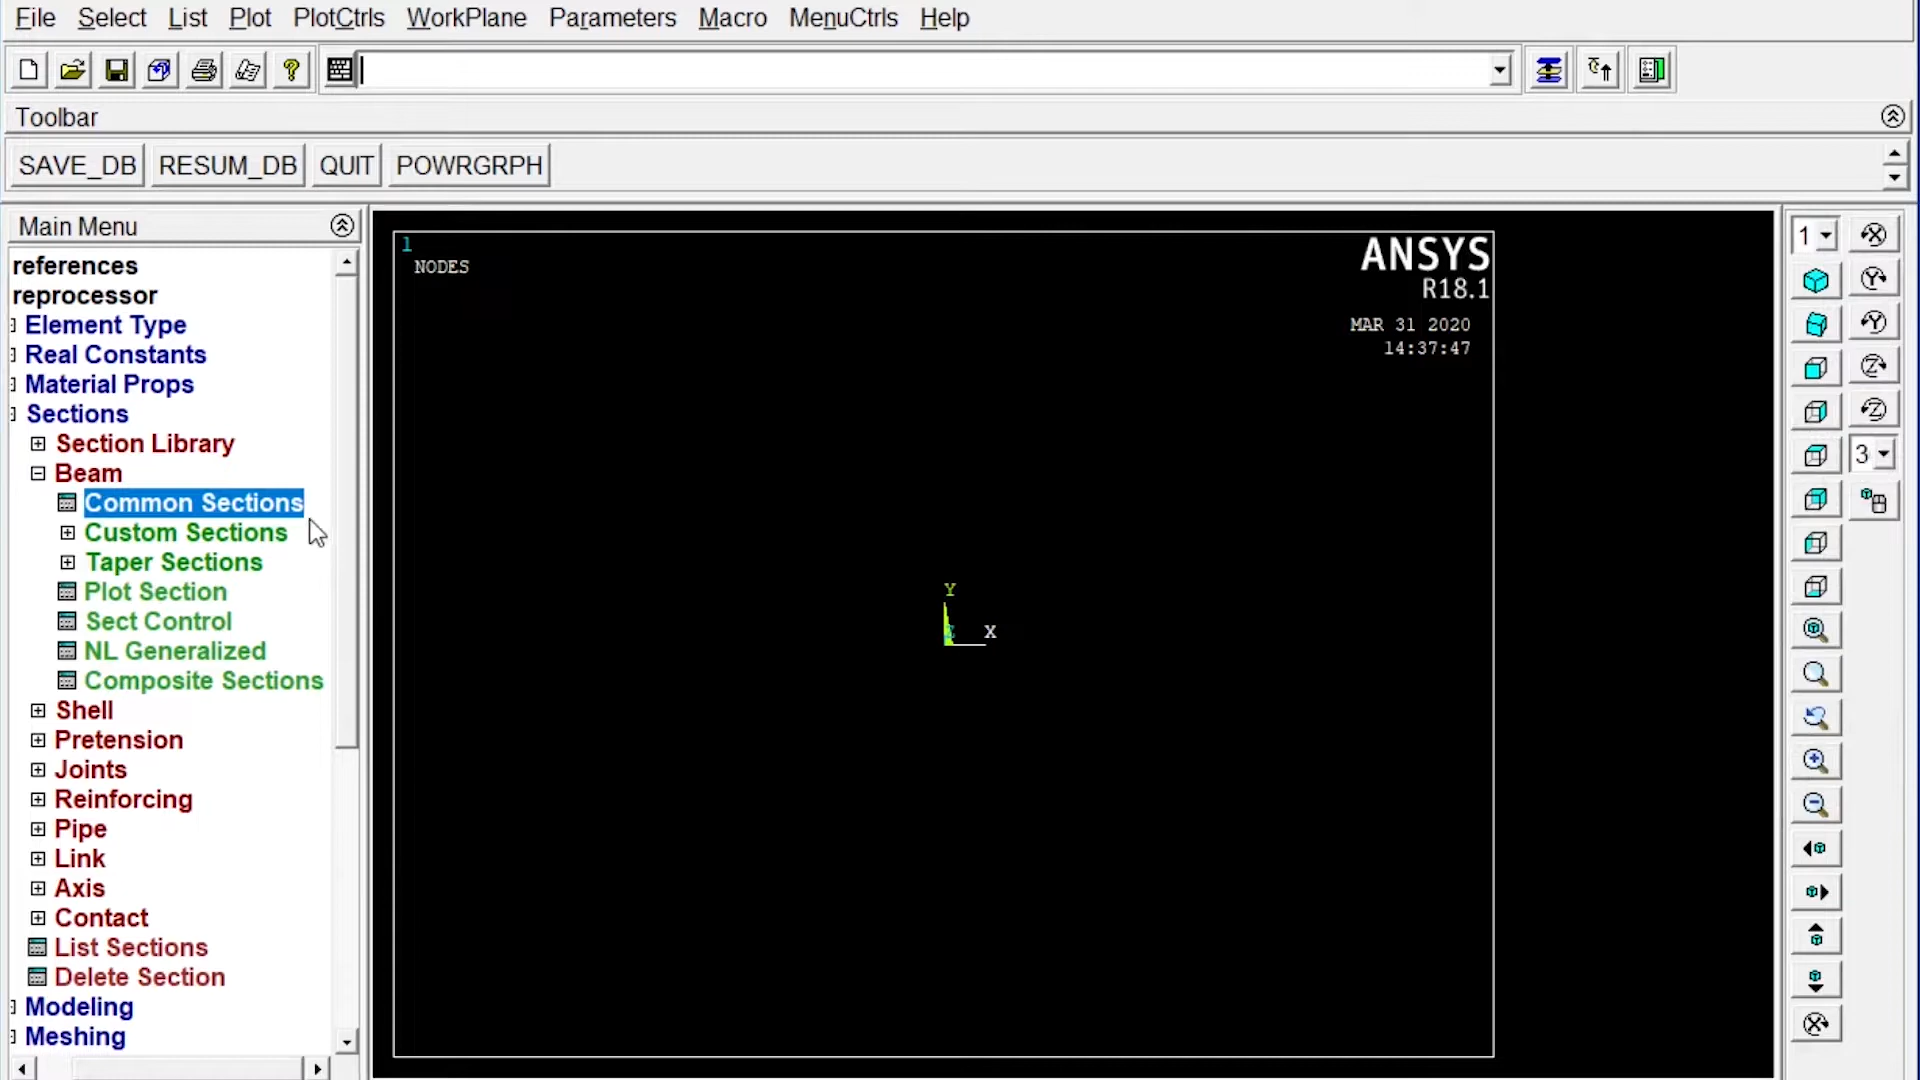 File Select List Plot PlotCtrls WorkPlane Parameters Macro MenuCtrls Help
Toolbar
SAVE_DB RESUM_DB QUIT POWRGRPH
Main Menu
references
reprocessor
Element Type
Real Constants
Material Props
Sections
Section Library
Beam
Common Sections
Custom Sections
Taper Sections
Plot Section
Sect Control
NL Generalized
Composite Sections
Shell
Pretension
Joints
Reinforcing
Pipe
Link
Axis
Contact
List Sections
Delete Section
Modeling
Meshing
1
NODES
ANSYS
R18.1
MAR 31 2020
14:37:47
Y
Z X
1
X
Y
Y
Z
Z
3
X